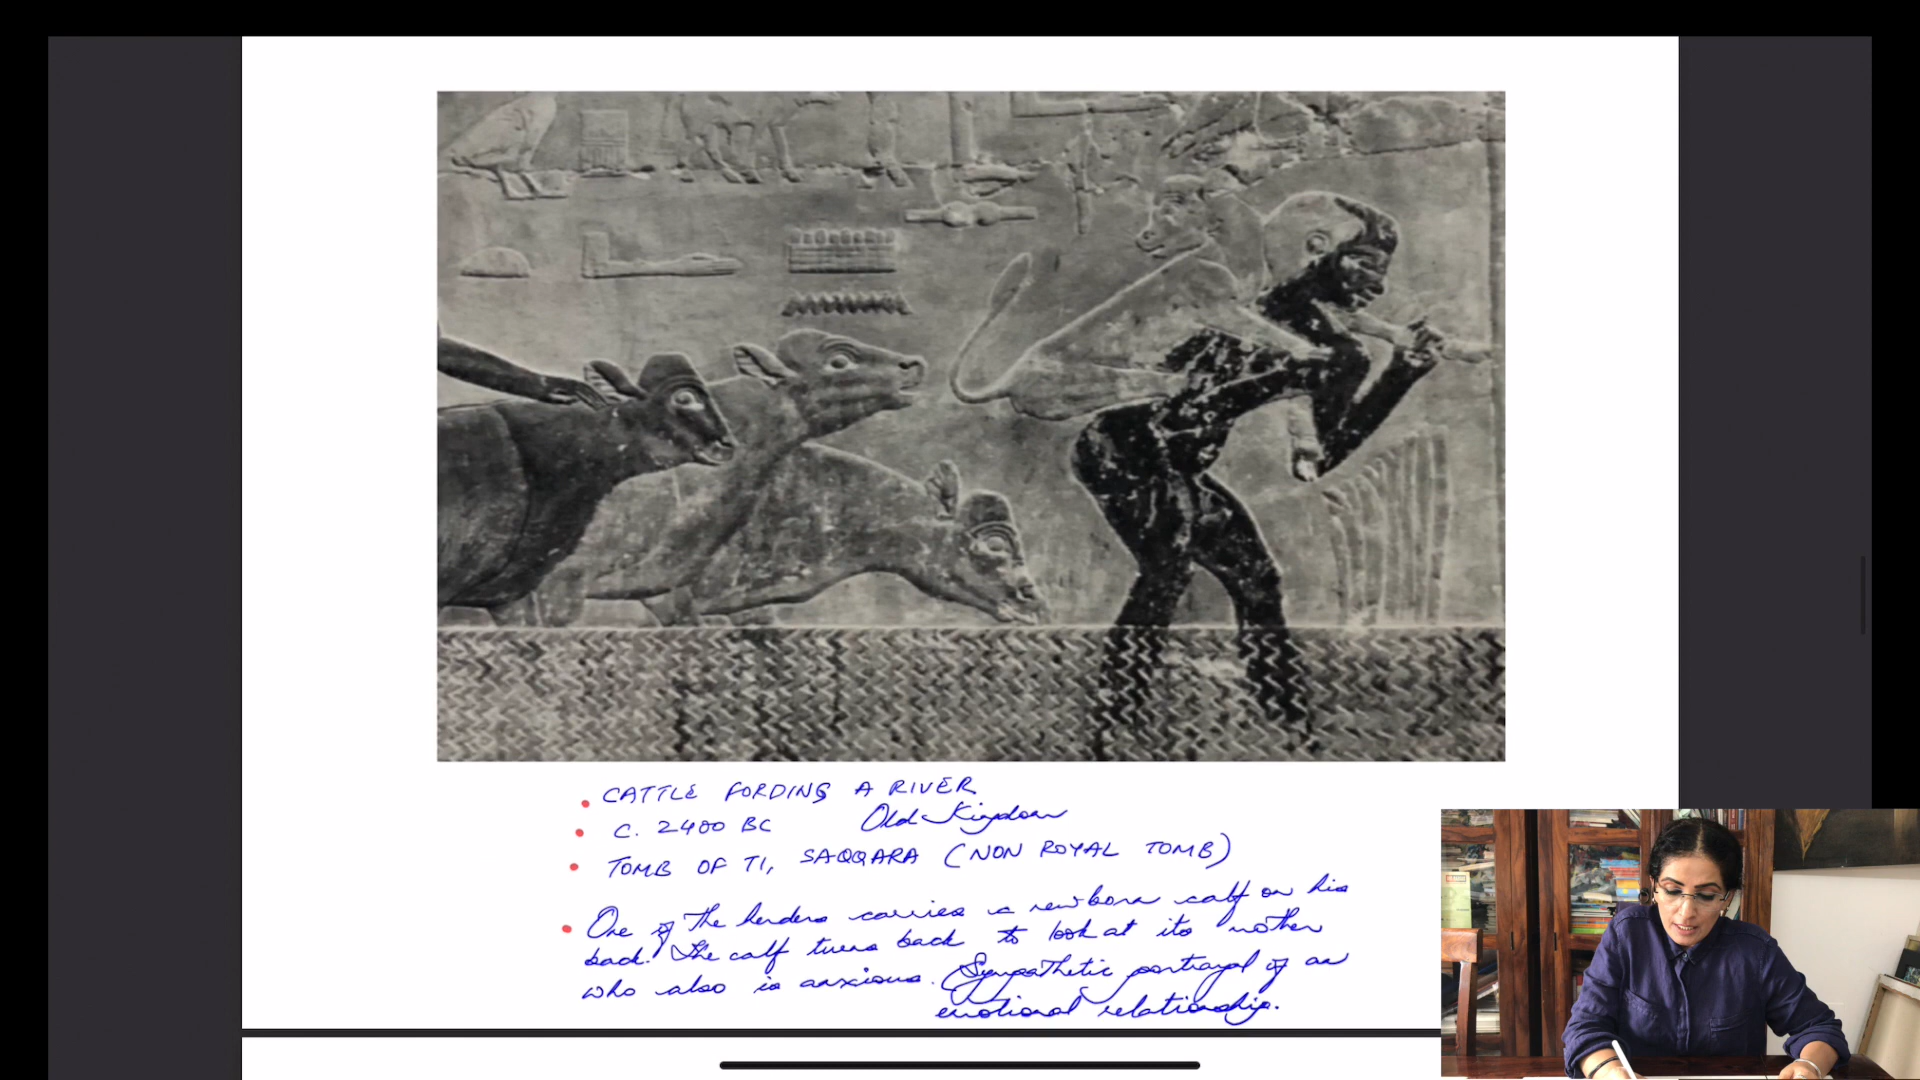 CATTLE FORDING A RIVER
C. 2400 BC Old Kingdom
TOMB OF TI, SAQQARA (NON ROYAL TOMB)
One of the herders carries a newborn calf on his
back. The calf turns back to look at its mother
who also is anxious. Sympathetic portrayal of an
emotional relationship.